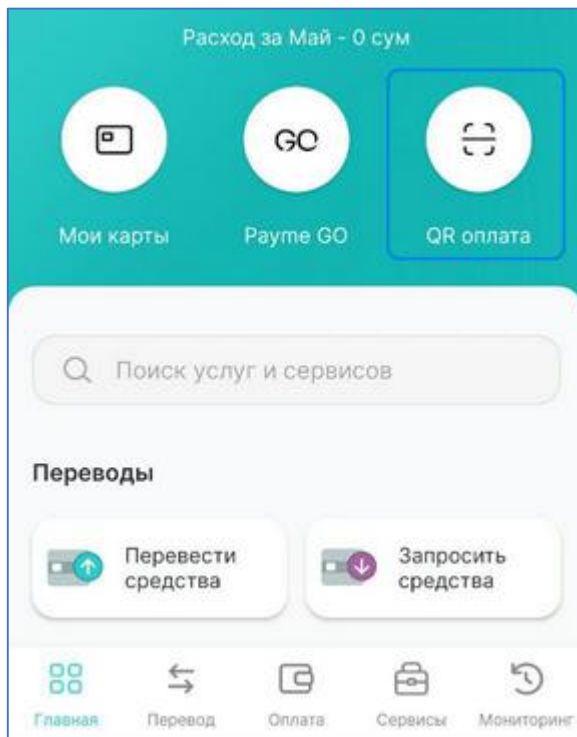 Расход за Май - 0 сум
GO
Мои карты
Payme GO
QR оплата
Поиск услуг и сервисов
Переводы
Перевести
средства
Запросить
средства
Главная
Перевод
Оплата
Сервисы
Мониторинг